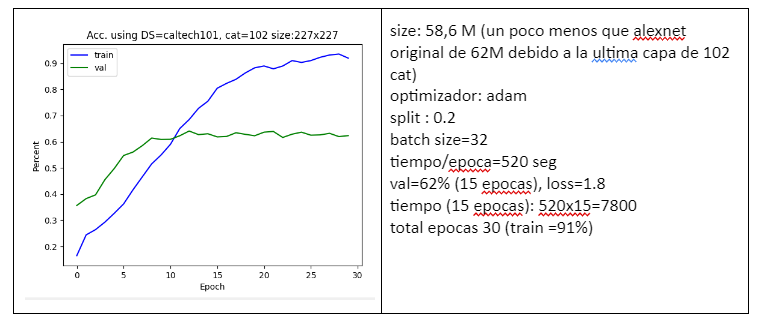 Acc. using DS=caltech101, cat=102 size:227x227
train
val
0.9
0.8
0.7
0.6
0.5
0.4
0.3
0.2
Percent
0
5
10
15
20
25
30
Epoch
size: 58,6 M (un poco menos que alexnet
original de 62M debido a la ultima capa de 102
cat)
optimizador: adam
split : 0.2
batch size=32
tiempo/epoca=520 seg
val=62% (15 epocas), loss=1.8
tiempo (15 epocas): 520x15=7800
total epocas 30 (train =91%)